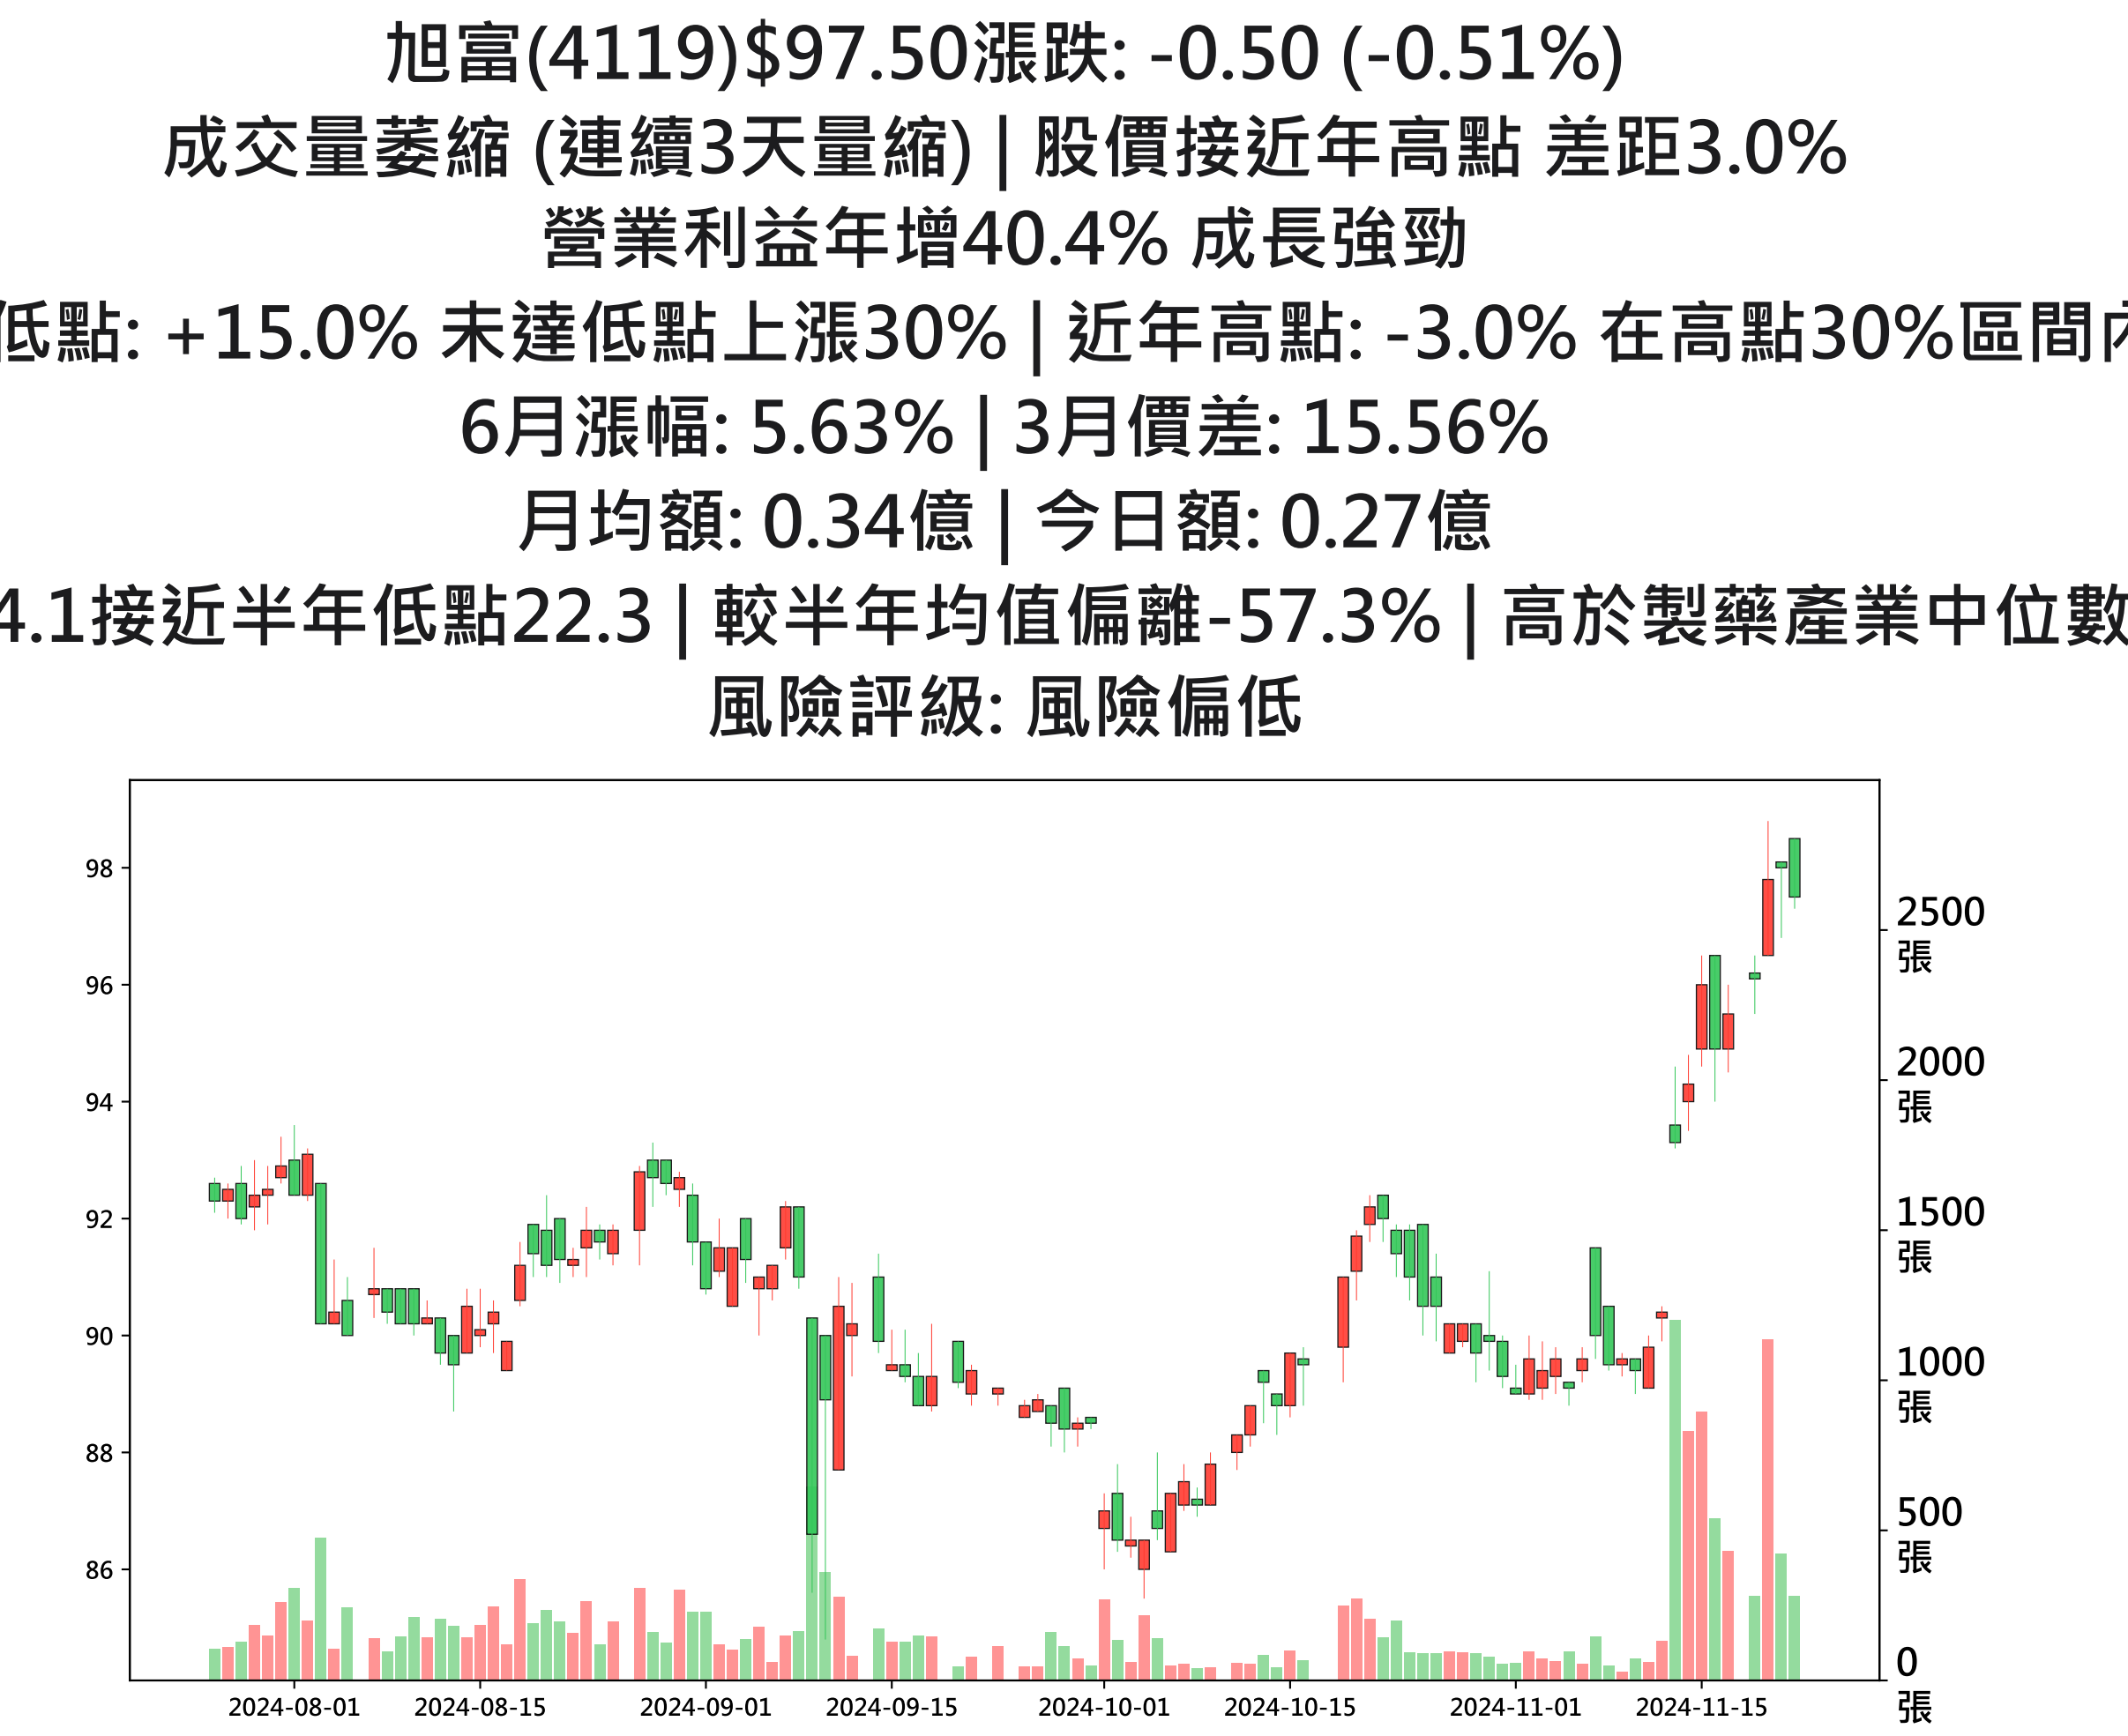 旭富(4119)$97.50漲跌: -0.50 (-0.51%)
成交量萎縮 (連續3天量縮) | 股價接近年高點 差距3.0%
營業利益年增40.4% 成長強勁
低點: +15.0% 未達低點上漲30% | 近年高點: -3.0% 在高點30%區間
6月漲幅: 5.63% | 3月價差: 15.56%
月均額: 0.34億 | 今日額: 0.27億
4.1接近半年低點22.3 | 較半年均值偏離-57.3% | 高於製藥產業中位數
風險評級: 風險偏低
98
96
94
92
90
88
86
2500
張
2000
張
1500
張
1000
張
500
張
0
張
2024-08-01 2024-08-15 2024-09-01 2024-09-15 2024-10-01 2024-10-15 2024-11-01 2024-11-15